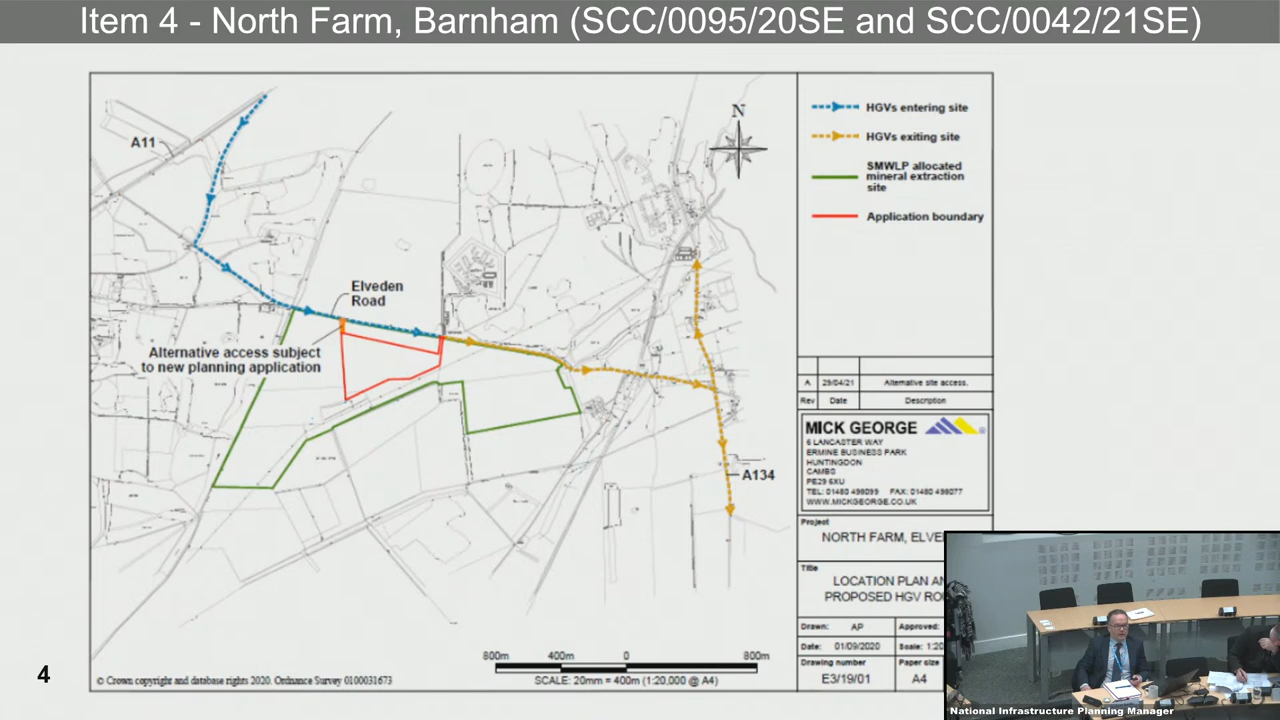 Item 4 - North Farm, Barnham (SCC/0095/20SE and SCC/0042/21SE)
A11
N
Elveden
Road
Alternative access subject
to new planning application
A134
HGVs entering site
HGVs exiting site
SMWLP allocated
mineral extraction
site
Application boundary
A 29/04/21 Alternative site access.
Rev Date Description
MICK GEORGE
6 LANCASTER WAY
ERMINE BUSINESS PARK
HUNTINGDON
CAMBS
PE29 6XU
TEL: 01480 498099 FAX: 01480 498077
WWW.MICKGEORGE.CO.UK
Project
NORTH FARM, ELVE
Title
LOCATION PLAN AN
PROPOSED HGV RO
Drawn: AP Approved:
Date: 01/09/2020 Scale: 1:20
Drawing number Paper size
E3/19/01 A4
800m 400m 0 800m
SCALE: 20mm = 400m (1:20,000 @ A4)
© Crown copyright and database rights 2020. Ordnance Survey 0100031673
4
National Infrastructure Planning Manager